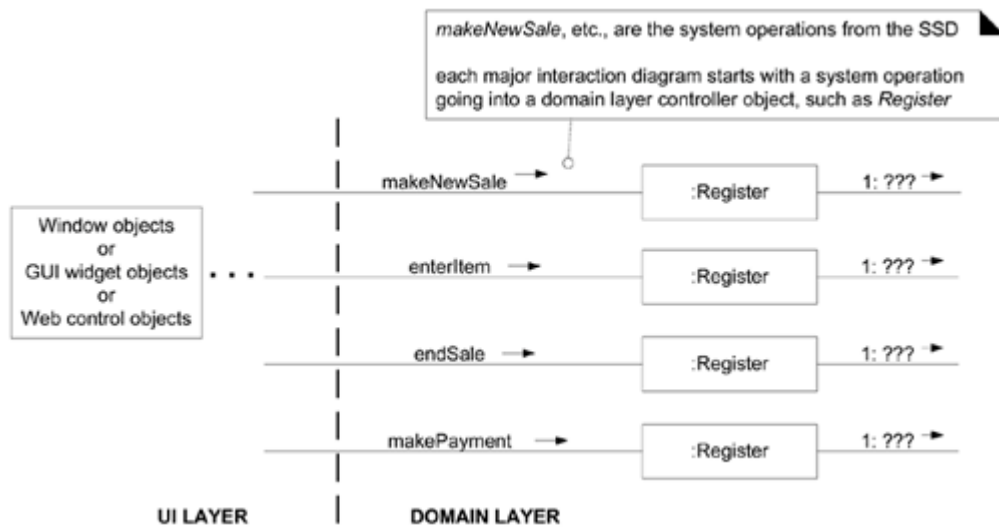 makeNewSale, etc., are the system operations from the SSD
each major interaction diagram starts with a system operation
going into a domain layer controller object, such as Register
makeNewSale
:Register
1: ???
Window objects
or
GUI widget objects
or
Web control objects
. . .
enterItem
:Register
1: ???
endSale
:Register
1: ???
makePayment
:Register
1: ???
UI LAYER
DOMAIN LAYER